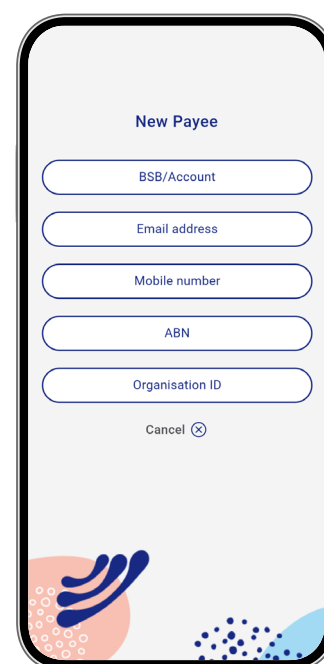 New Payee
BSB/Account
Email address
Mobile number
ABN
Organisation ID
Cancel